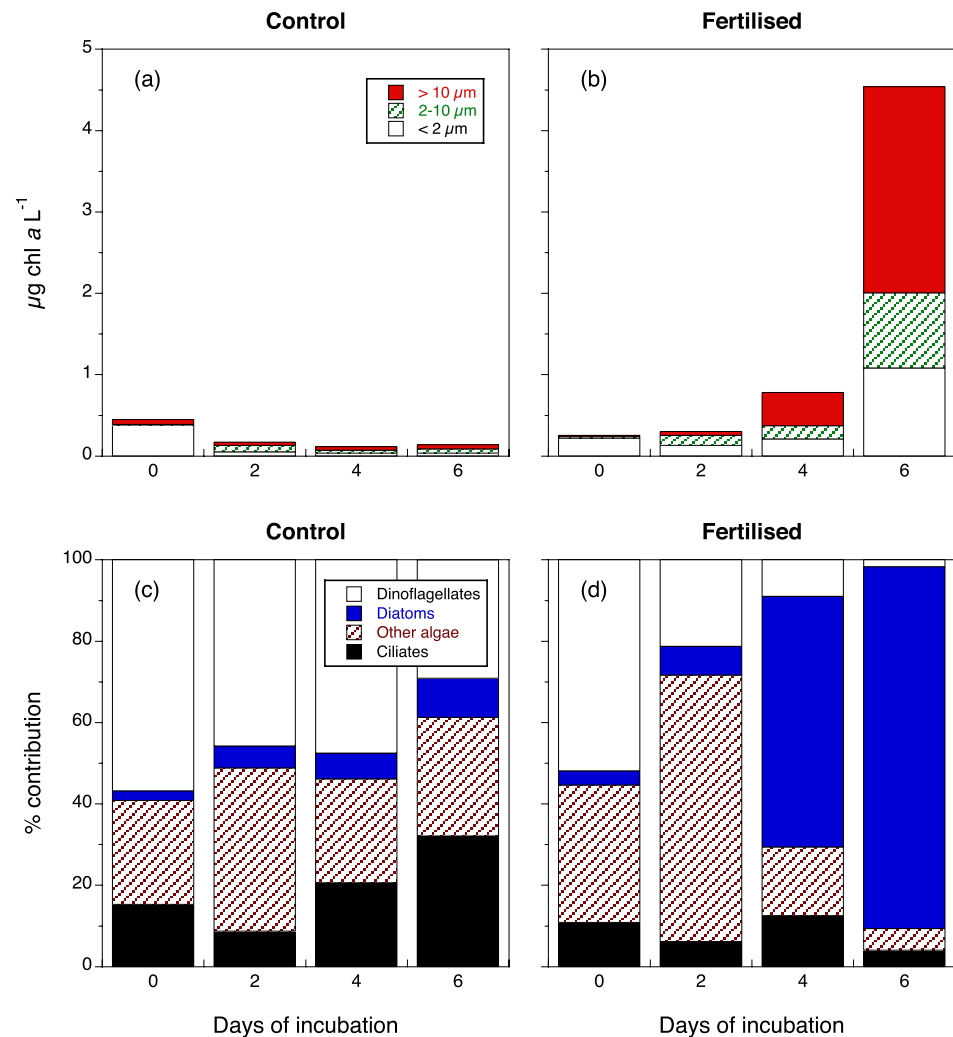 Control
Fertilised
(a)
(b)
> 10 µm
2-10 µm
< 2 µm
5
4
3
2
1
0
µg chl a L⁻¹
0 2 4 6
0 2 4 6
Control
Fertilised
(c)
(d)
Dinoflagellates
Diatoms
Other algae
Ciliates
100
80
60
40
20
0
% contribution
0 2 4 6
0 2 4 6
Days of incubation
Days of incubation